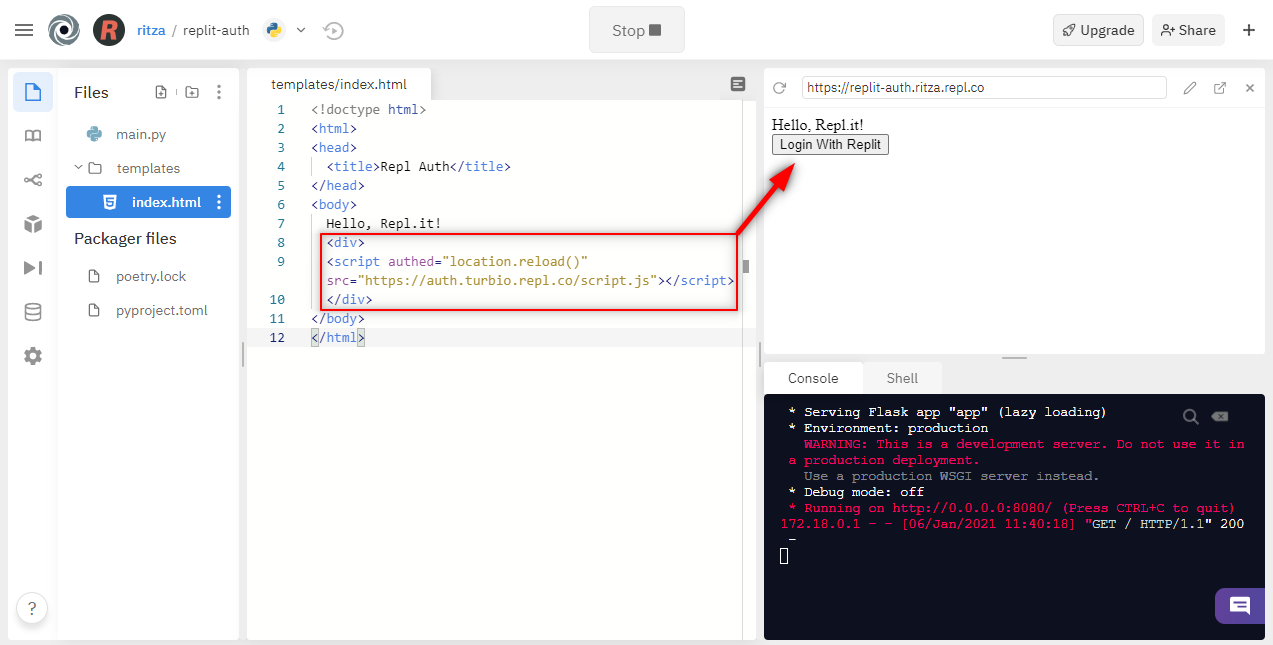 ritza / replit-auth
Stop
Upgrade
Share
Files
main.py
templates
index.html
Packager files
poetry.lock
pyproject.toml
?
templates/index.html
1 <!doctype html>
2 <html>
3 <head>
4 <title>Repl Auth</title>
5 </head>
6 <body>
7 Hello, Repl.it!
8 <div>
9 <script authed="location.reload()"
src="https://auth.turbio.repl.co/script.js"></script>
10 </div>
11 </body>
12 </html>
https://replit-auth.ritza.repl.co
Hello, Repl.it!
Login With Replit
Console Shell
* Serving Flask app "app" (lazy loading)
* Environment: production
WARNING: This is a development server. Do not use it in
a production deployment.
Use a production WSGI server instead.
* Debug mode: off
* Running on http://0.0.0.0:8080/ (Press CTRL+C to quit)
172.18.0.1 - - [06/Jan/2021 11:40:18] "GET / HTTP/1.1" 200
-